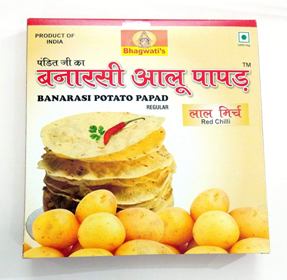 PRODUCT OF
INDIA
Bhagwati's
पंडित जी का
TM
बनारसी आलू पापड़
BANARASI POTATO PAPAD
REGULAR
लाल मिर्च
Red Chilli